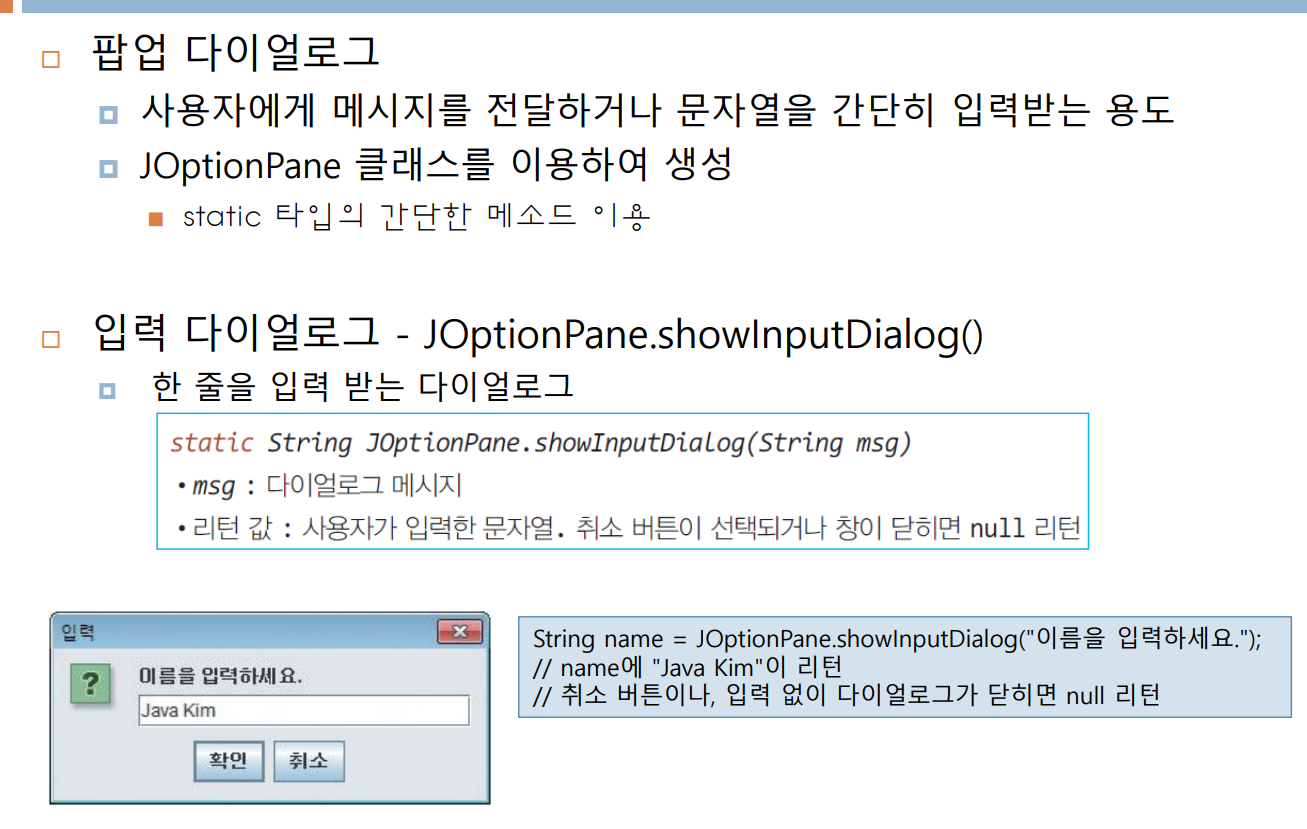 팝업 다이얼로그
사용자에게 메시지를 전달하거나 문자열을 간단히 입력받는 용도
JOptionPane 클래스를 이용하여 생성
static 타입의 간단한 메소드 이용
입력 다이얼로그 - JOptionPane.showInputDialog()
한 줄을 입력 받는 다이얼로그
static String JOptionPane.showInputDialog(String msg)
• msg : 다이얼로그 메시지
• 리턴 값 : 사용자가 입력한 문자열. 취소 버튼이 선택되거나 창이 닫히면 null 리턴
입력
이름을 입력하세요.
Java Kim
확인 취소
String name = JOptionPane.showInputDialog("이름을 입력하세요.");
// name에 "Java Kim"이 리턴
// 취소 버튼이나, 입력 없이 다이얼로그가 닫히면 null 리턴